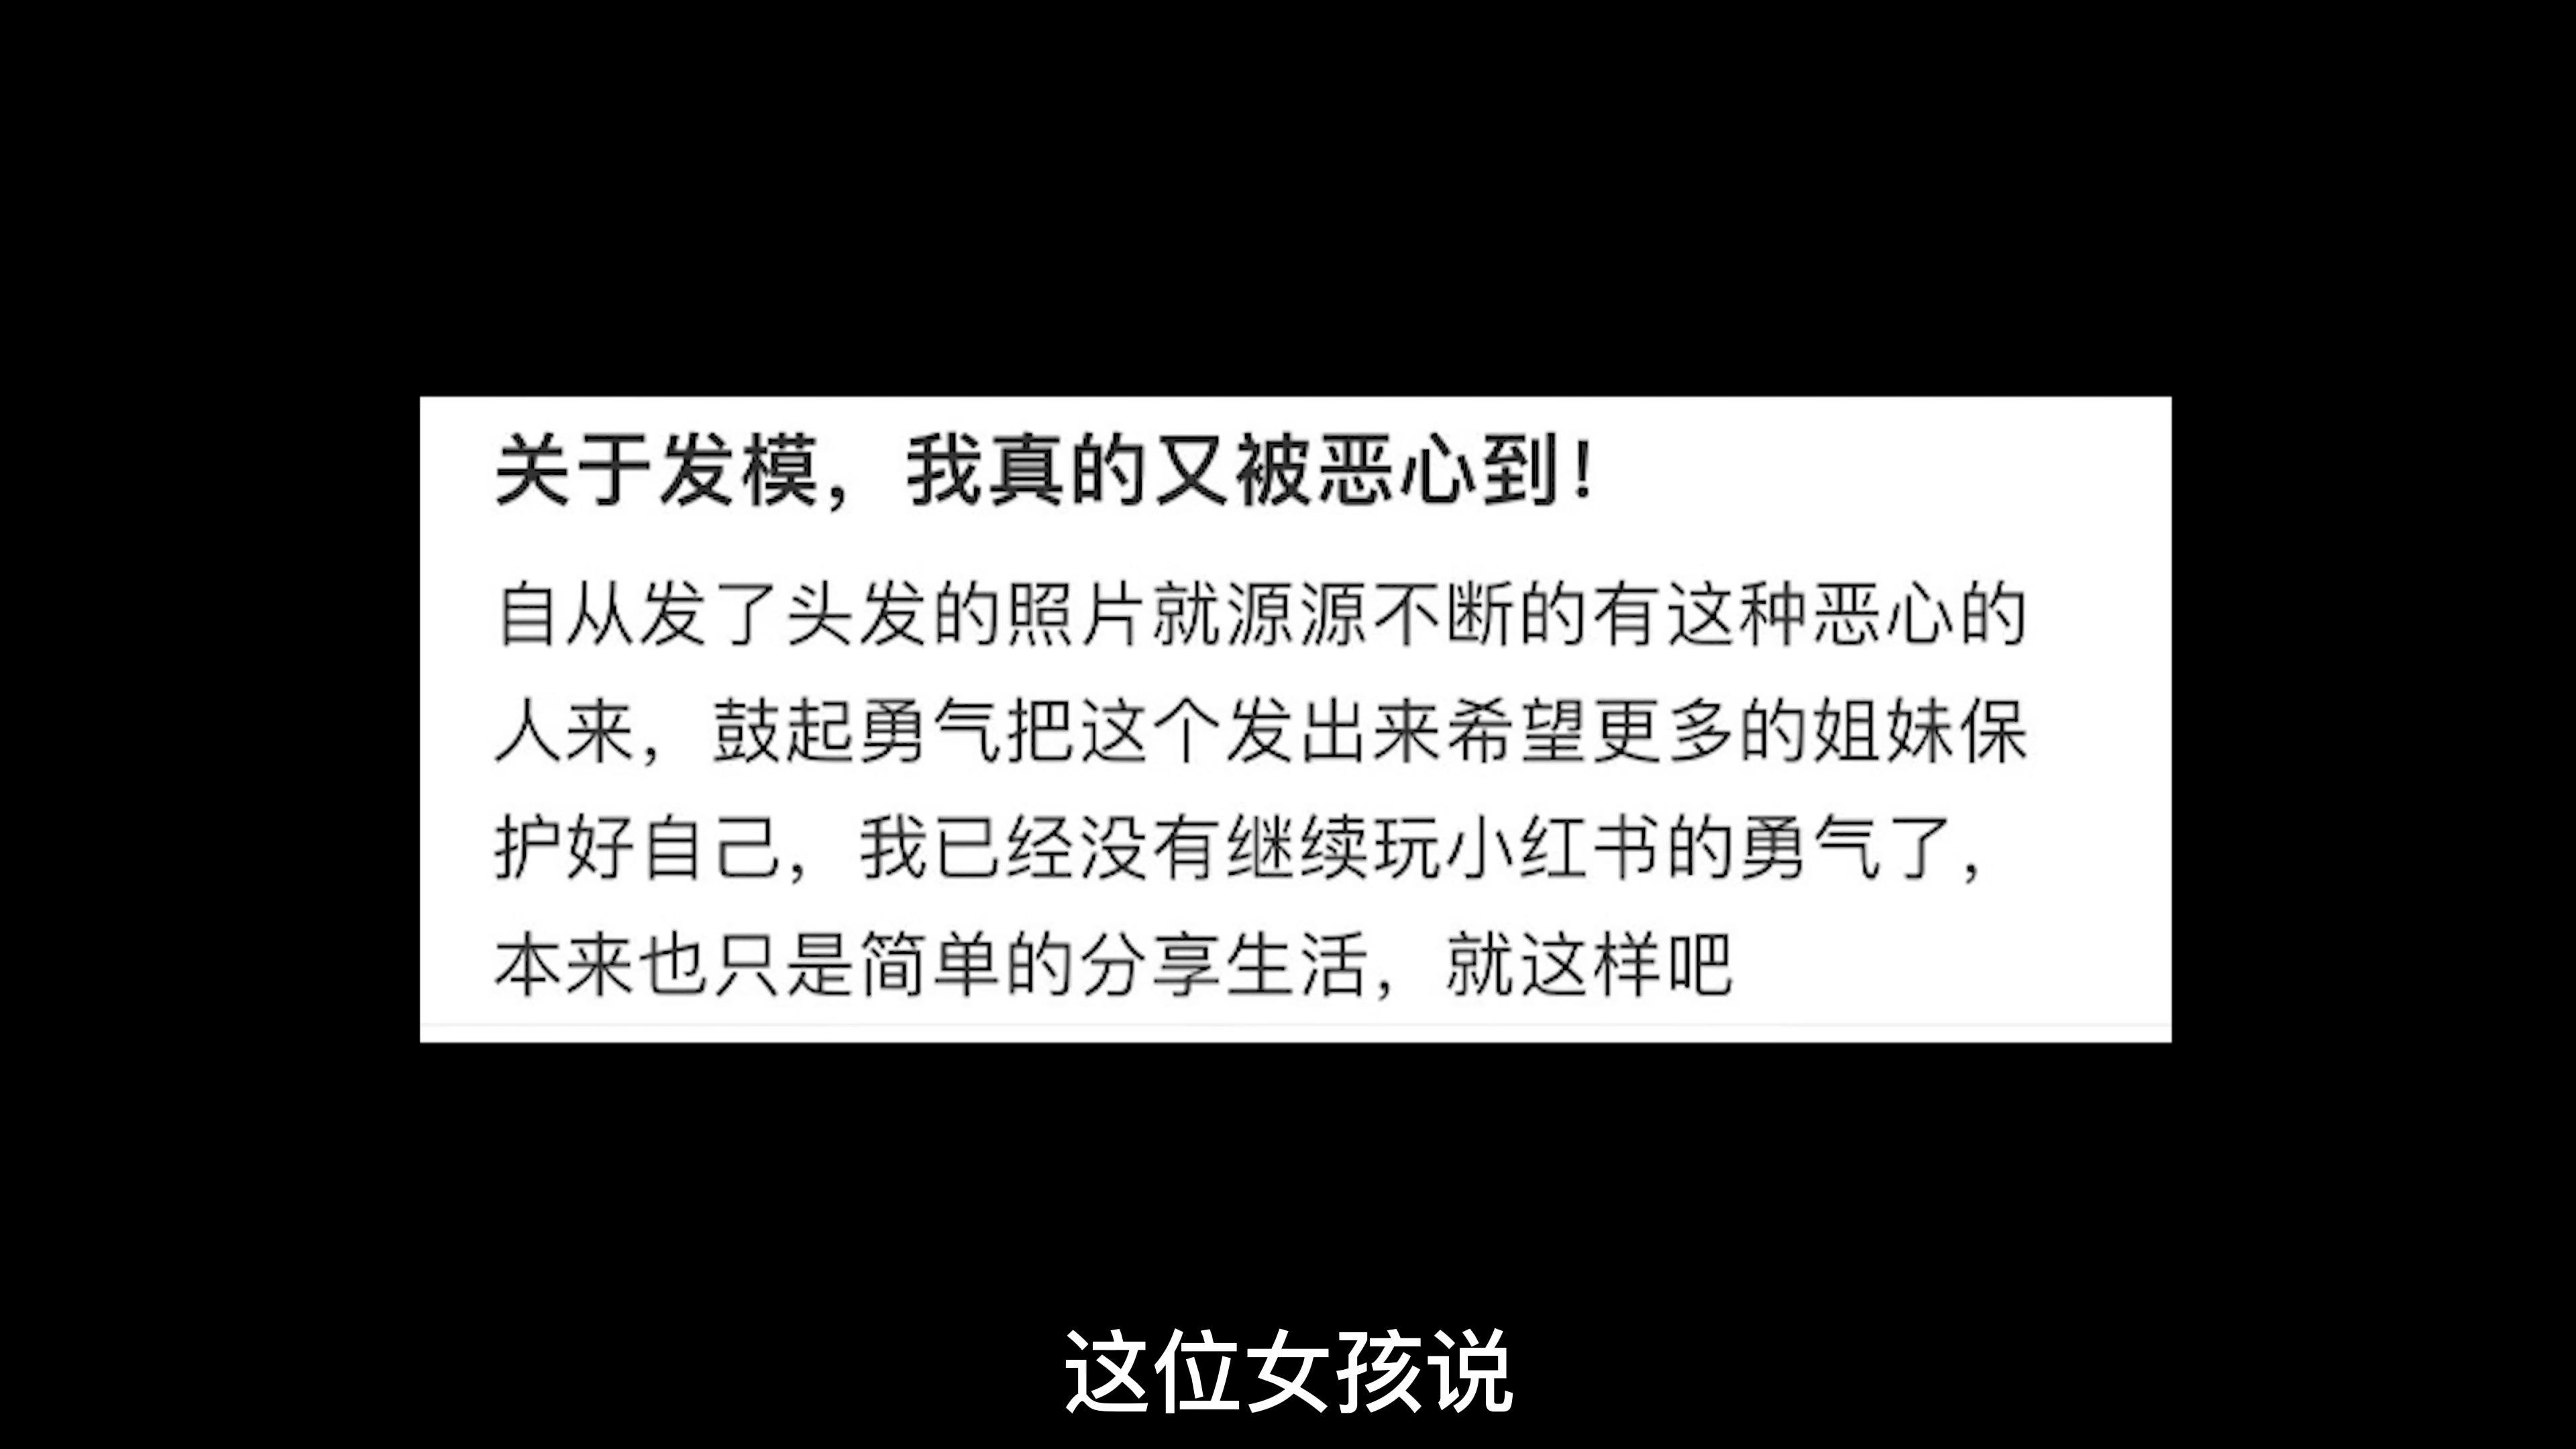 关于发模，我真的又被恶心到！
自从发了头发的照片就源源不断的有这种恶心的
人来，鼓起勇气把这个发出来希望更多的姐妹保
护好自己，我已经没有继续玩小红书的勇气了，
本来也只是简单的分享生活，就这样吧
这位女孩说